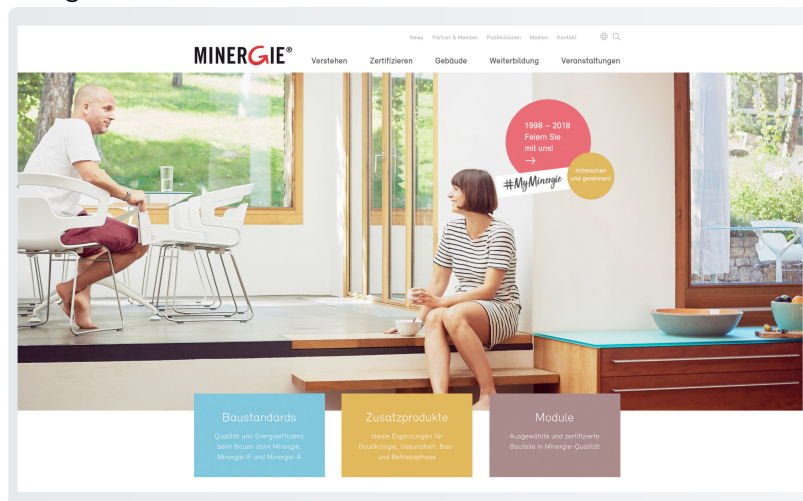 News Partner & Member Publikationen Medien Kontakt
MINERGIE®
Verstehen Zertifizieren Gebäude Weiterbildung Veranstaltungen
1998 – 2018
Feiern Sie
mit uns!
→
#MyMinergie
mitmachen
und gewinnen!
Baustandards
Qualität und Energieeffizienz
beim Bauen dank Minergie,
Minergie-P und Minergie-A
Zusatzprodukte
Ideale Ergänzungen für
Bauökologie, Gesundheit, Bau-
und Betriebsphase
Module
Ausgewählte und zertifizierte
Bauteile in Minergie-Qualität